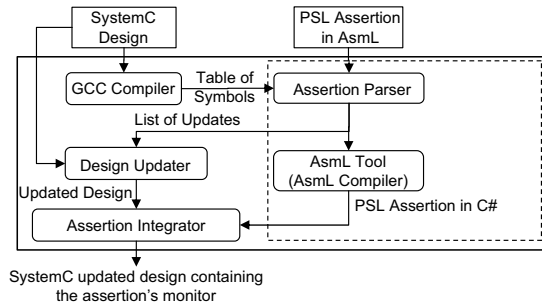 SystemC
Design
PSL Assertion
in AsmL
GCC Compiler
Table of
Symbols
Assertion Parser
List of Updates
Design Updater
AsmL Tool
(AsmL Compiler)
Updated Design
PSL Assertion in C#
Assertion Integrator
SystemC updated design containing
the assertion's monitor